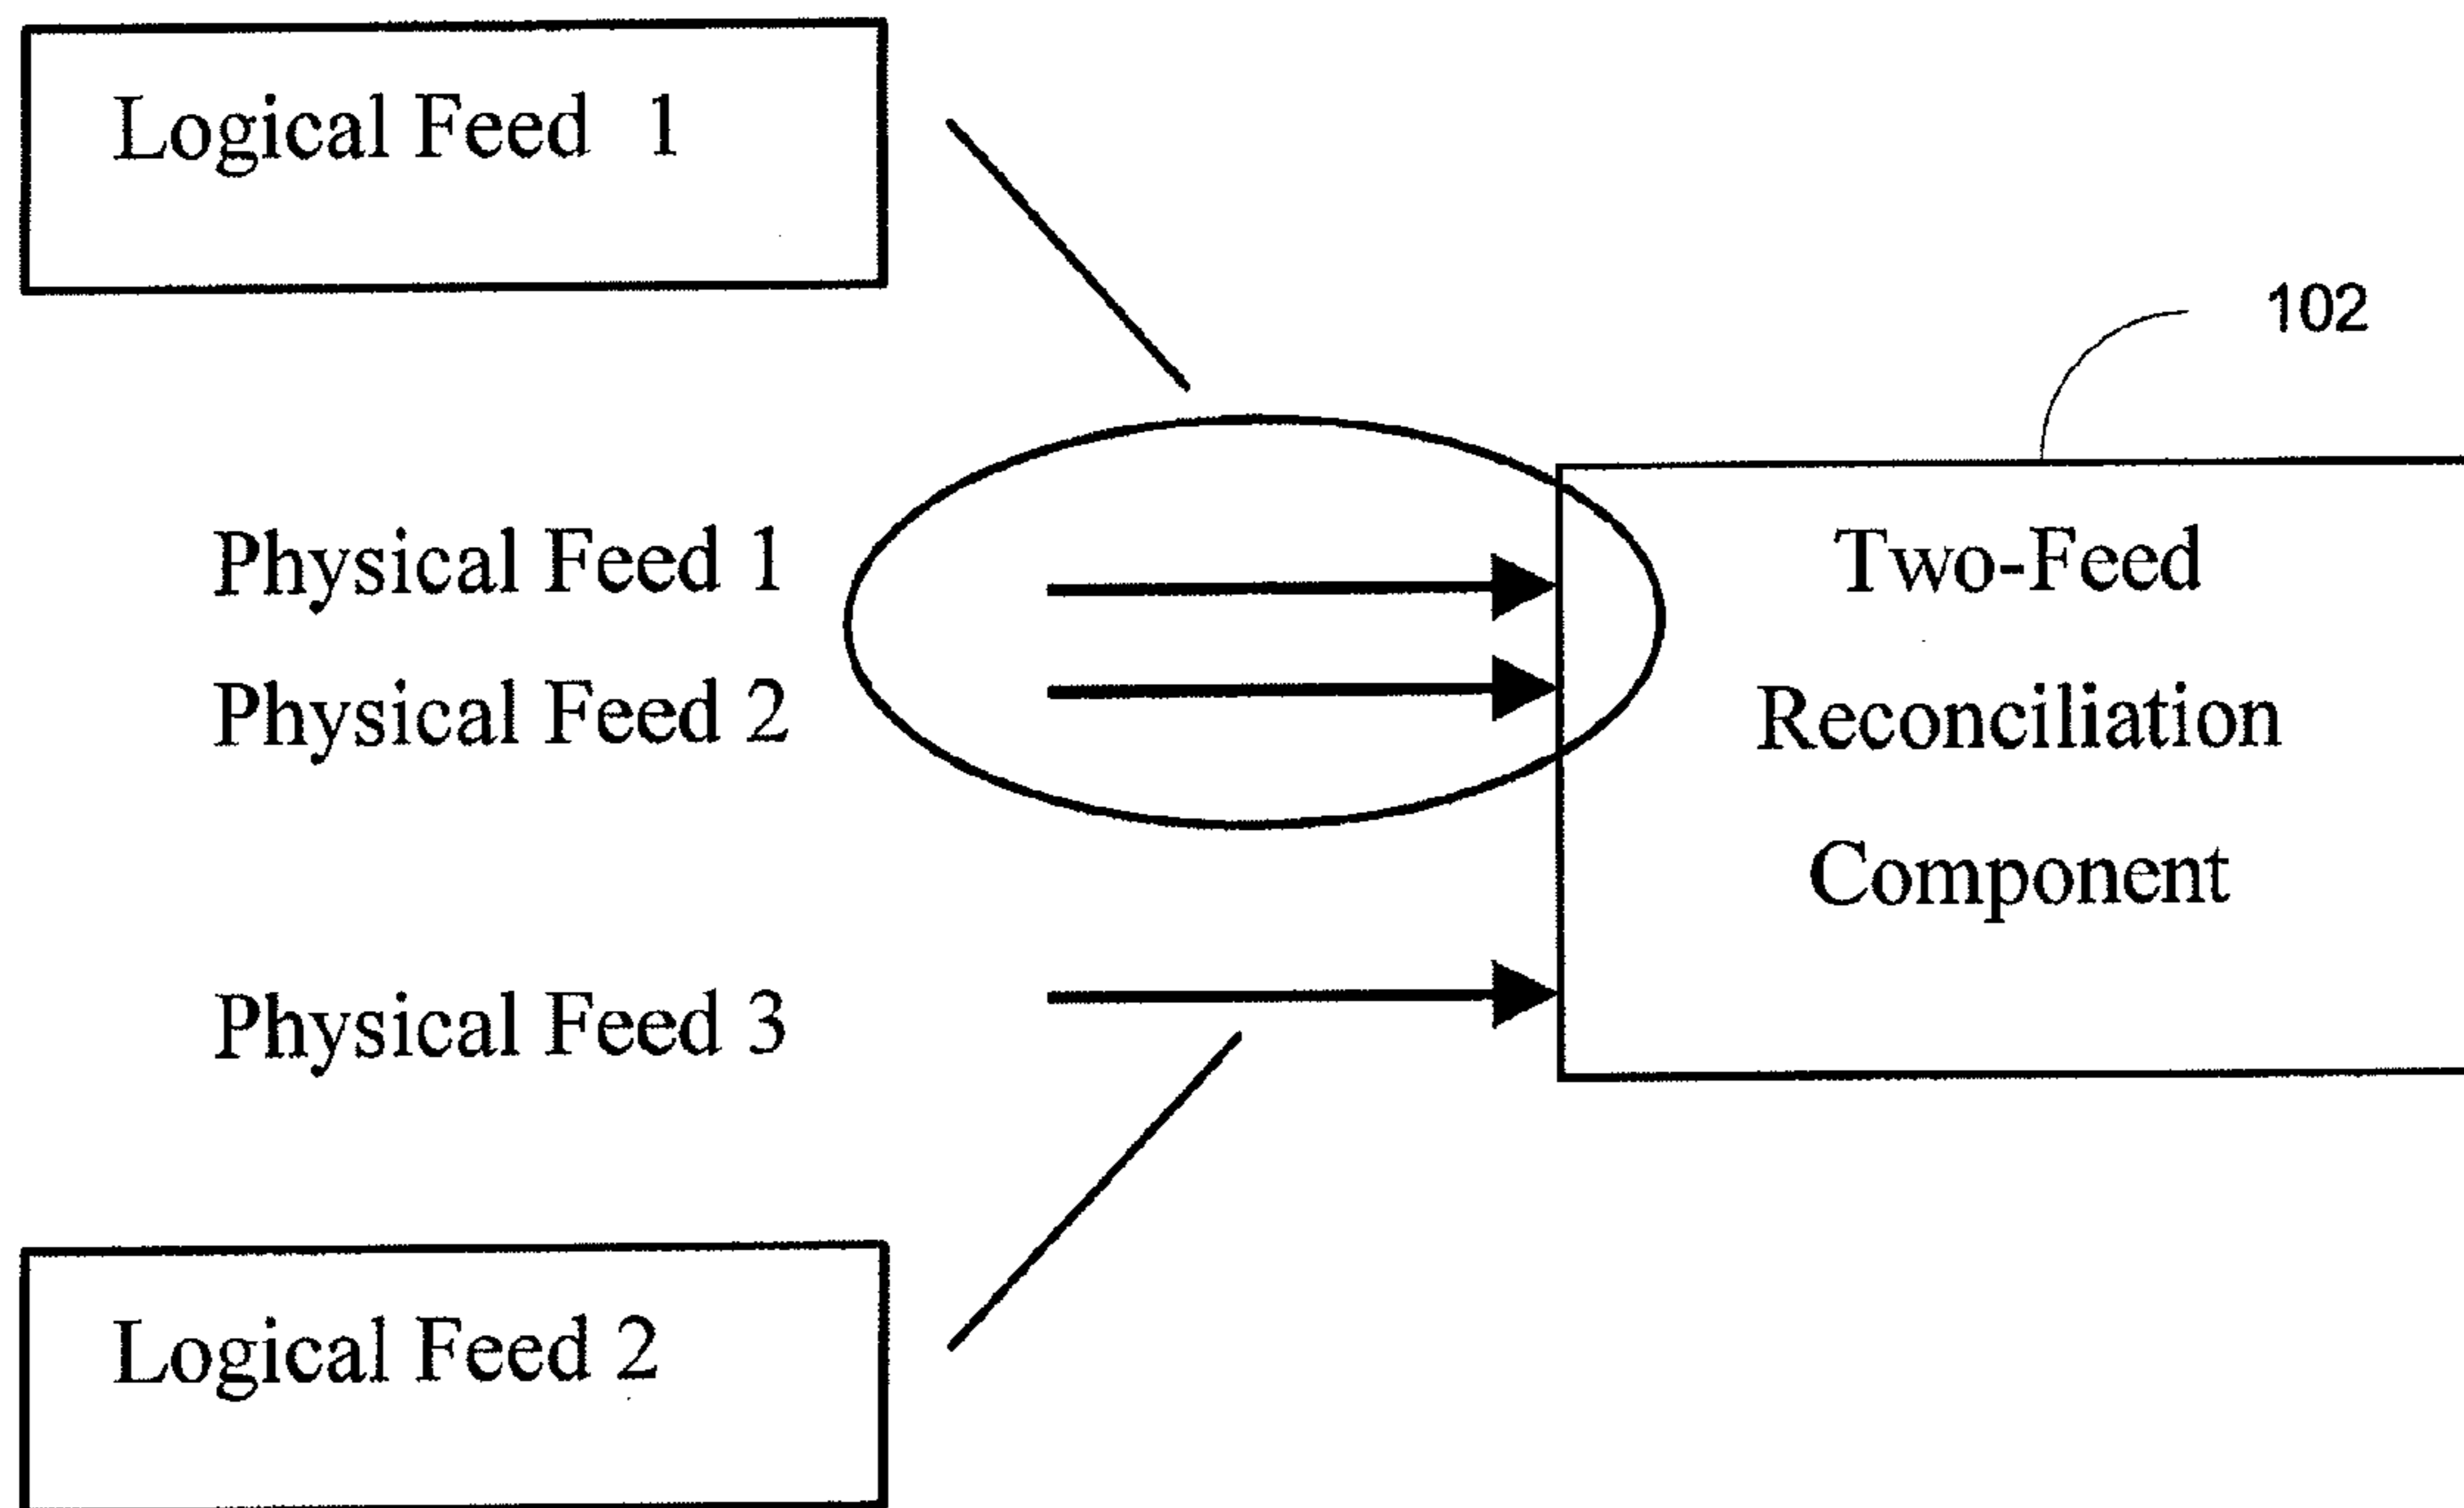 Logical Feed 1
102
Physical Feed 1
Physical Feed 2
Physical Feed 3
Two-Feed
Reconciliation
Component
Logical Feed 2